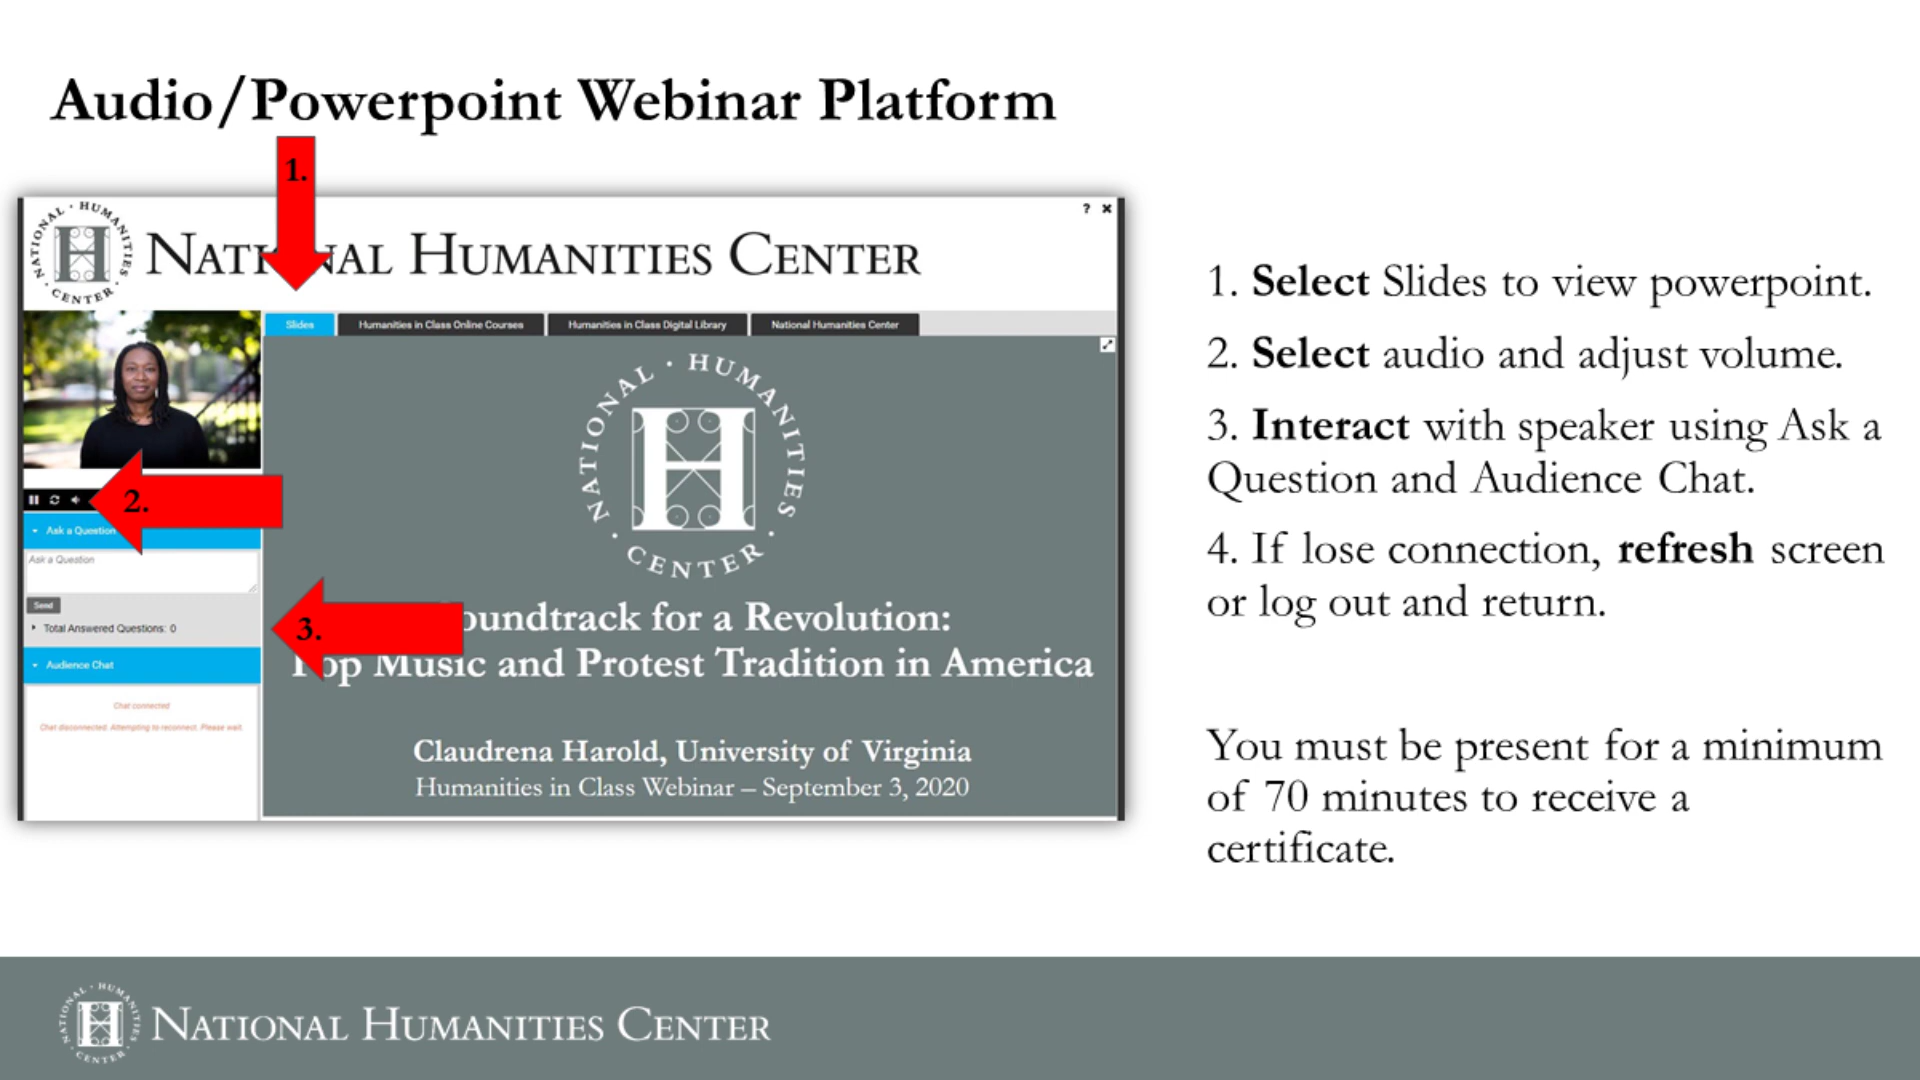 Audio/Powerpoint Webinar Platform
1.
NATIONAL · HUMANITIES · CENTER ·
HUMANITIES CENTER
? ×
Slides
Humanities in Class Online Courses
Humanities in Class Digital Library
National Humanities Center
NATIONAL · HUMANITIES · CENTER ·
H
2.
Ask a Question
Ask a Question
Send
Total Answered Questions: 0
3.
for a Revolution:
Music and Protest Tradition in America
Audience Chat
Chat connected
Chat disconnected. Attempting to reconnect. Please wait.
Claudrena Harold, University of Virginia
Humanities in Class Webinar – September 3, 2020
1. Select Slides to view powerpoint.
2. Select audio and adjust volume.
3. Interact with speaker using Ask a
Question and Audience Chat.
4. If lose connection, refresh screen
or log out and return.
You must be present for a minimum
of 70 minutes to receive a
certificate.
NATIONAL · HUMANITIES · CENTER ·
H
NATIONAL HUMANITIES CENTER